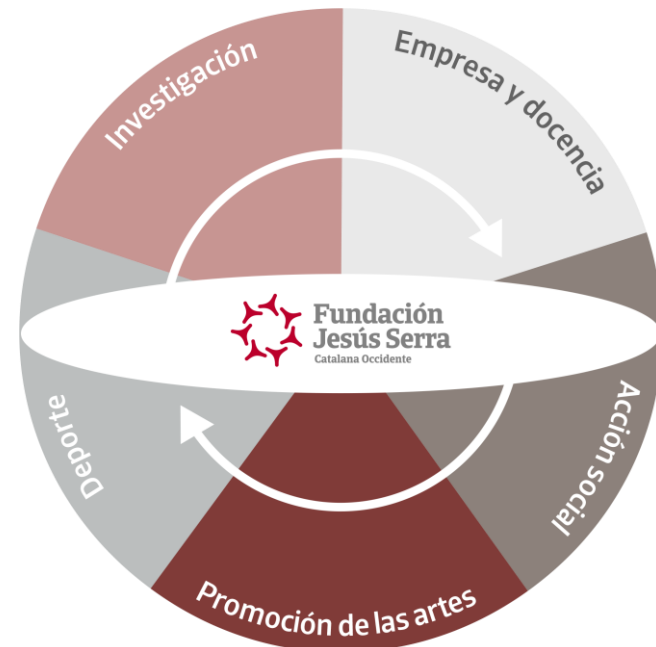 Investigación
Empresa y docencia
Fundación
Jesús Serra
Catalana Occidente
Deporte
Acción social
Promoción de las artes